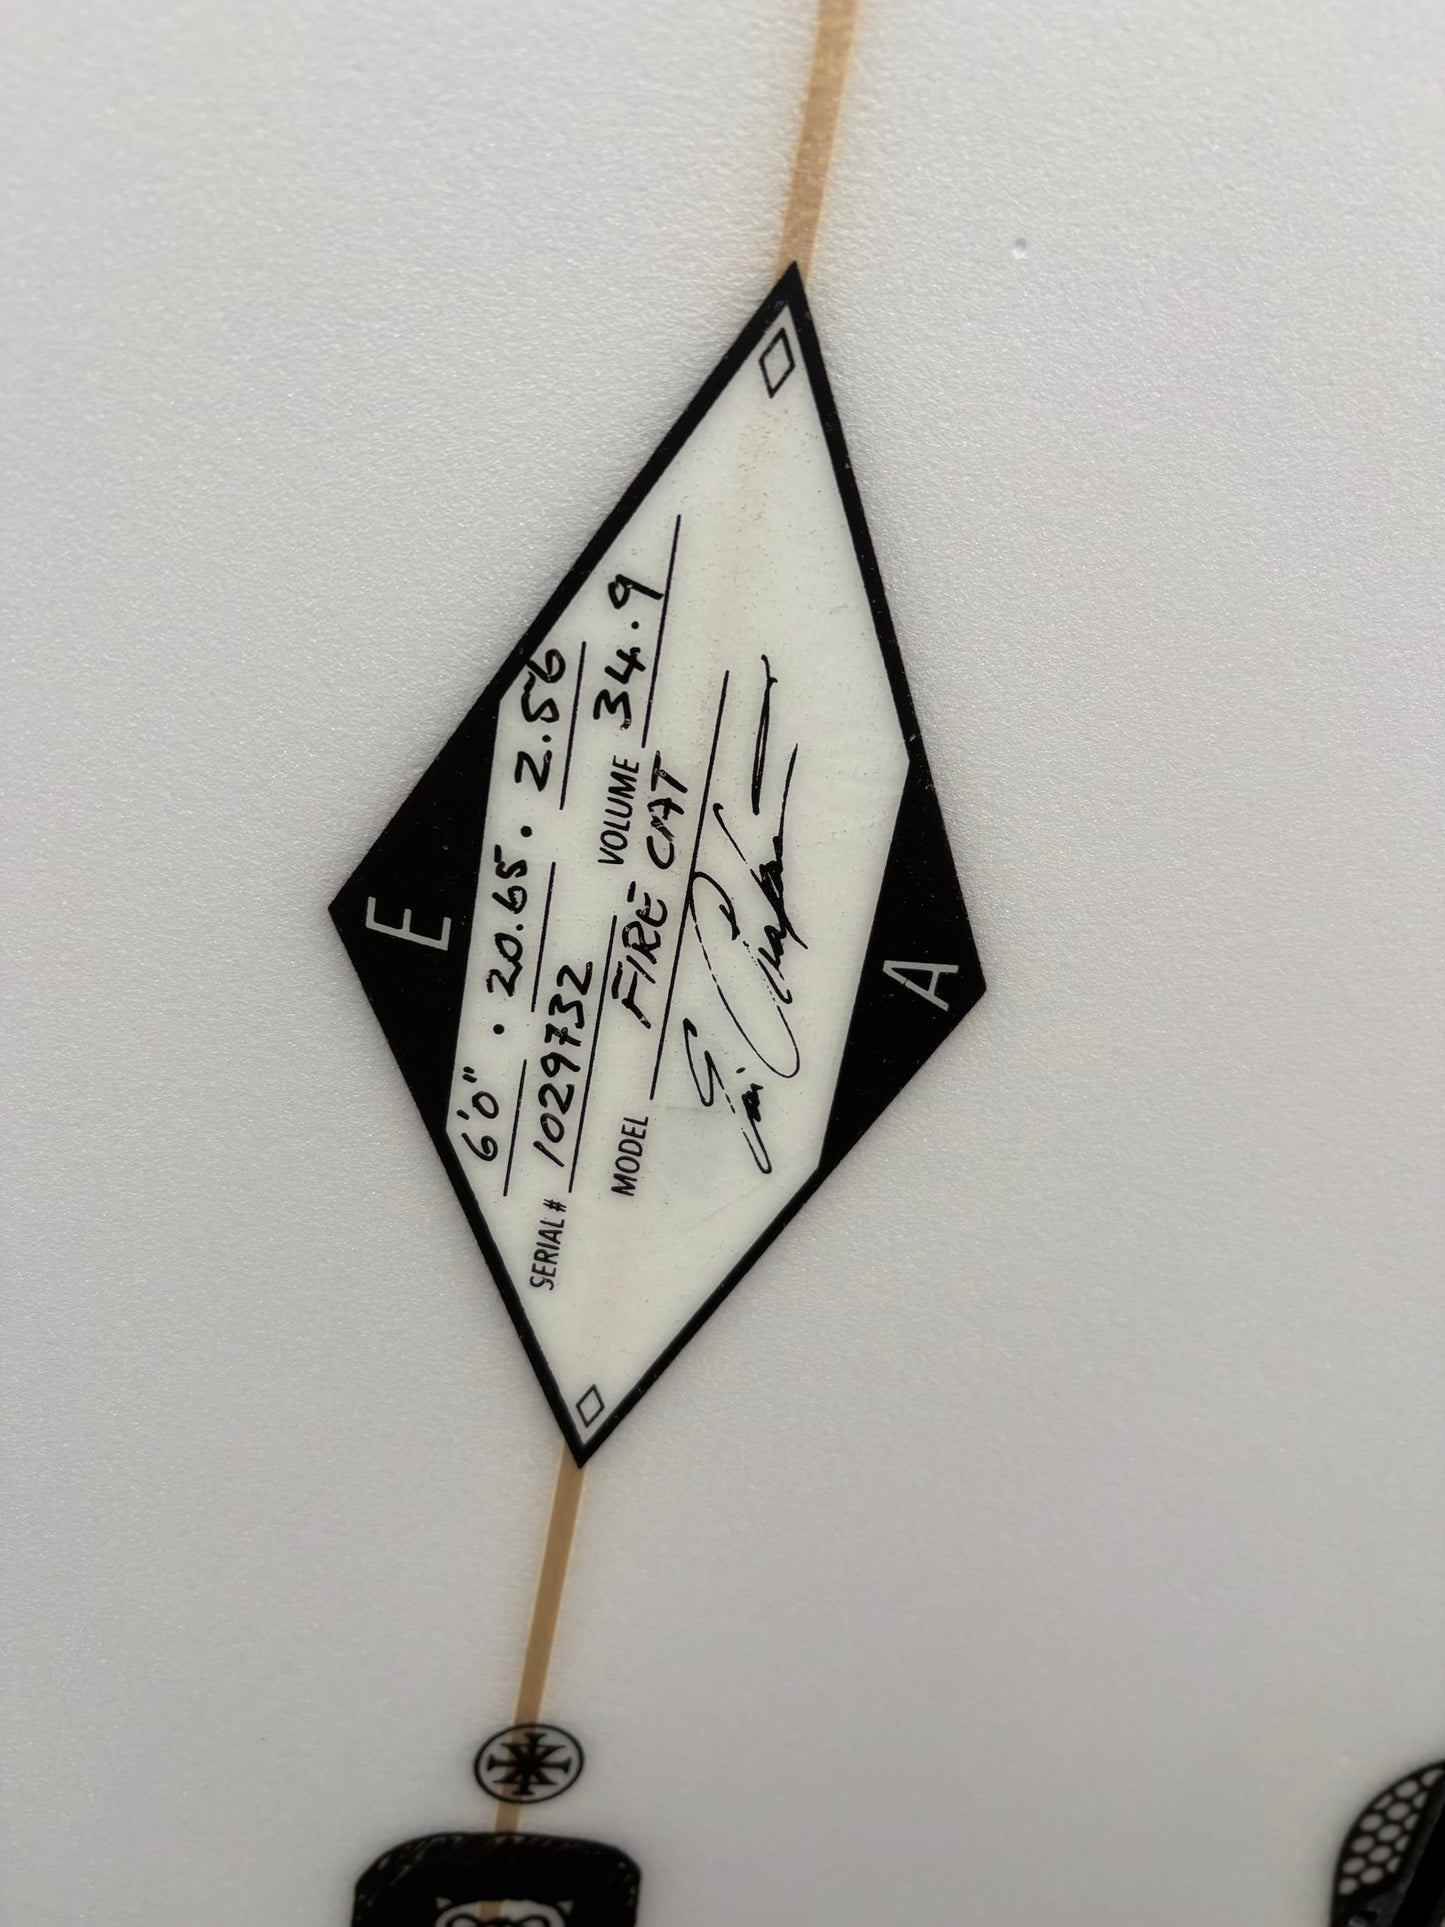 E
6'0" • 20.65 • 2.56
SERIAL# 1029732 VOLUME 34.9
MODEL FIRE CAT
A